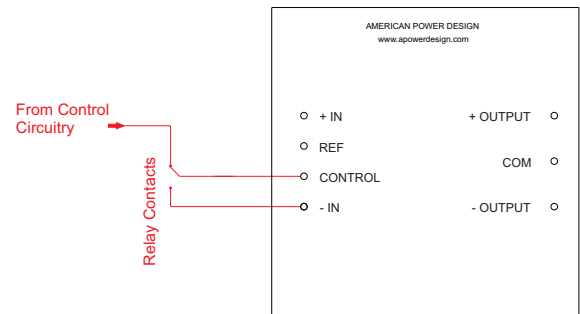 AMERICAN POWER DESIGN
www.apowerdesign.com
From Control
Circuitry
Relay Contacts
+ IN
+ OUTPUT
REF
COM
CONTROL
- IN
- OUTPUT